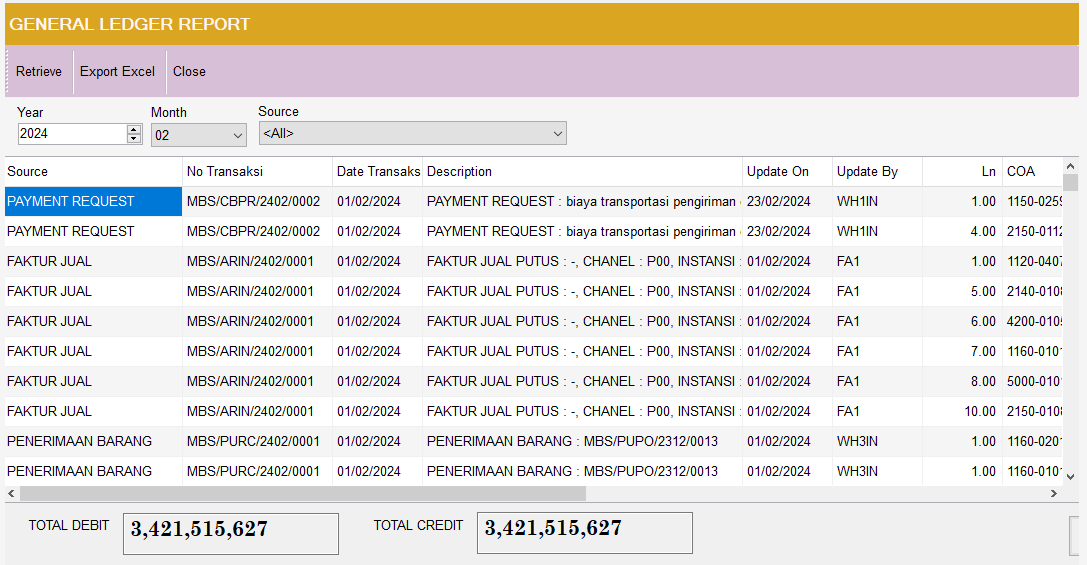 GENERAL LEDGER REPORT
Retrieve Export Excel Close
Year Month Source
2024 02 <All>
Source No Transaksi Date Transaks Description Update On Update By Ln COA
PAYMENT REQUEST MBS/CBPR/2402/0002 01/02/2024 PAYMENT REQUEST : biaya transportasi pengiriman 23/02/2024 WH1IN 1.00 1150-0259
PAYMENT REQUEST MBS/CBPR/2402/0002 01/02/2024 PAYMENT REQUEST : biaya transportasi pengiriman 23/02/2024 WH1IN 4.00 2150-0112
FAKTUR JUAL MBS/ARIN/2402/0001 01/02/2024 FAKTUR JUAL PUTUS : -, CHANEL : P00, INSTANSI : 01/02/2024 FA1 1.00 1120-0407
FAKTUR JUAL MBS/ARIN/2402/0001 01/02/2024 FAKTUR JUAL PUTUS : -, CHANEL : P00, INSTANSI : 01/02/2024 FA1 5.00 2140-0108
FAKTUR JUAL MBS/ARIN/2402/0001 01/02/2024 FAKTUR JUAL PUTUS : -, CHANEL : P00, INSTANSI : 01/02/2024 FA1 6.00 4200-0105
FAKTUR JUAL MBS/ARIN/2402/0001 01/02/2024 FAKTUR JUAL PUTUS : -, CHANEL : P00, INSTANSI : 01/02/2024 FA1 7.00 1160-0101
FAKTUR JUAL MBS/ARIN/2402/0001 01/02/2024 FAKTUR JUAL PUTUS : -, CHANEL : P00, INSTANSI : 01/02/2024 FA1 8.00 5000-0101
FAKTUR JUAL MBS/ARIN/2402/0001 01/02/2024 FAKTUR JUAL PUTUS : -, CHANEL : P00, INSTANSI : 01/02/2024 FA1 10.00 2150-0108
PENERIMAAN BARANG MBS/PURC/2402/0001 01/02/2024 PENERIMAAN BARANG : MBS/PUPO/2312/0013 01/02/2024 WH3IN 1.00 1160-0201
PENERIMAAN BARANG MBS/PURC/2402/0001 01/02/2024 PENERIMAAN BARANG : MBS/PUPO/2312/0013 01/02/2024 WH3IN 1.00 1160-0101
TOTAL DEBIT 3,421,515,627 TOTAL CREDIT 3,421,515,627